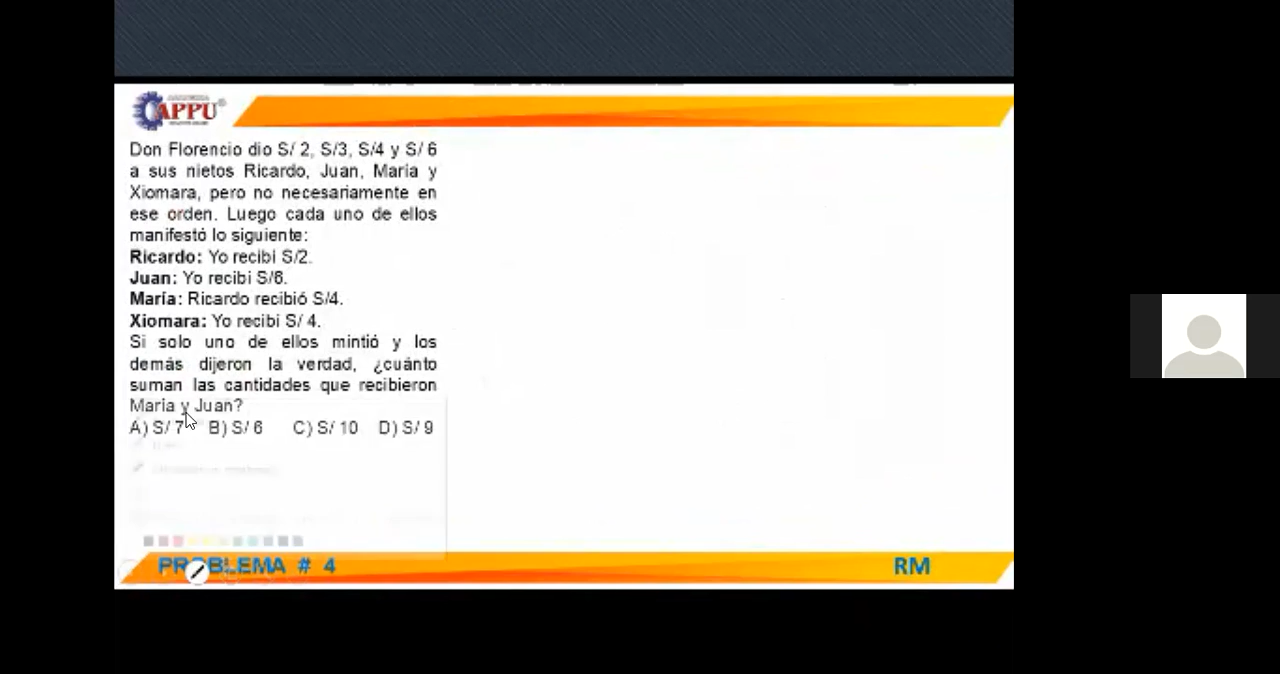 APPU
Don Florencio dio S/ 2, S/3, S/4 y S/ 6
a sus nietos Ricardo, Juan, María y
Xiomara, pero no necesariamente en
ese orden. Luego cada uno de ellos
manifestó lo siguiente:
Ricardo: Yo recibí S/2.
Juan: Yo recibí S/6.
María: Ricardo recibió S/4.
Xiomara: Yo recibí S/ 4.
Si solo uno de ellos mintió y los
demás dijeron la verdad, ¿cuánto
suman las cantidades que recibieron
María y Juan?
A) S/ 7 B) S/ 6 C) S/ 10 D) S/ 9
PROBLEMA # 4 RM